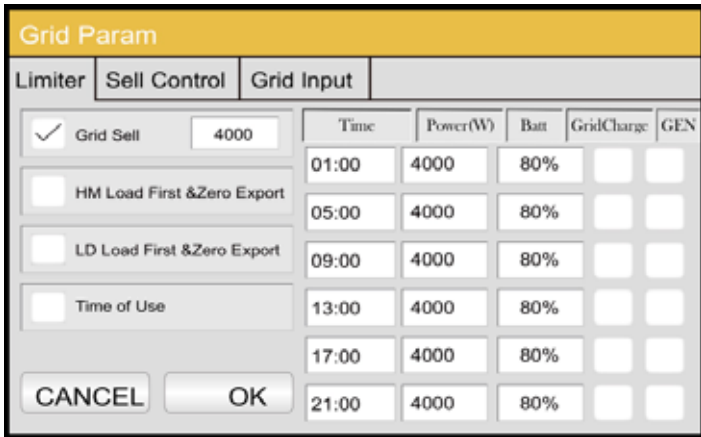 Grid Param
Limiter Sell Control Grid Input
Grid Sell 4000
HM Load First &Zero Export
LD Load First &Zero Export
Time of Use
CANCEL OK
Time Power(W) Batt GridCharge GEN
01:00 4000 80%
05:00 4000 80%
09:00 4000 80%
13:00 4000 80%
17:00 4000 80%
21:00 4000 80%